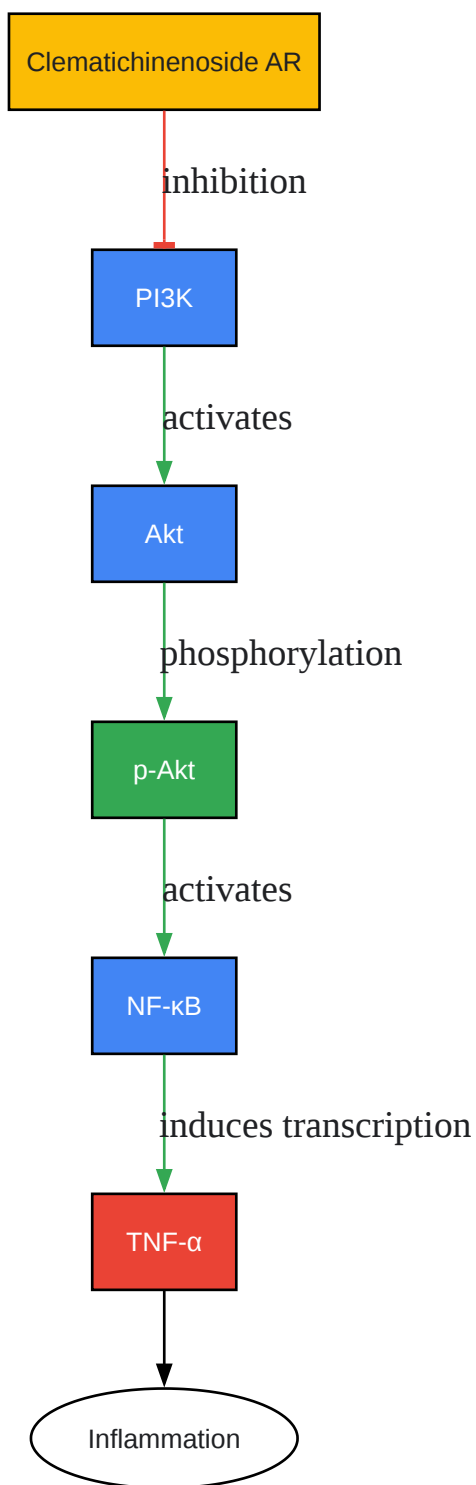 Clematichinenoside AR
inhibition
PI3K
activates
Akt
phosphorylation
p-Akt
activates
NF-κB
induces transcription
TNF-α
Inflammation